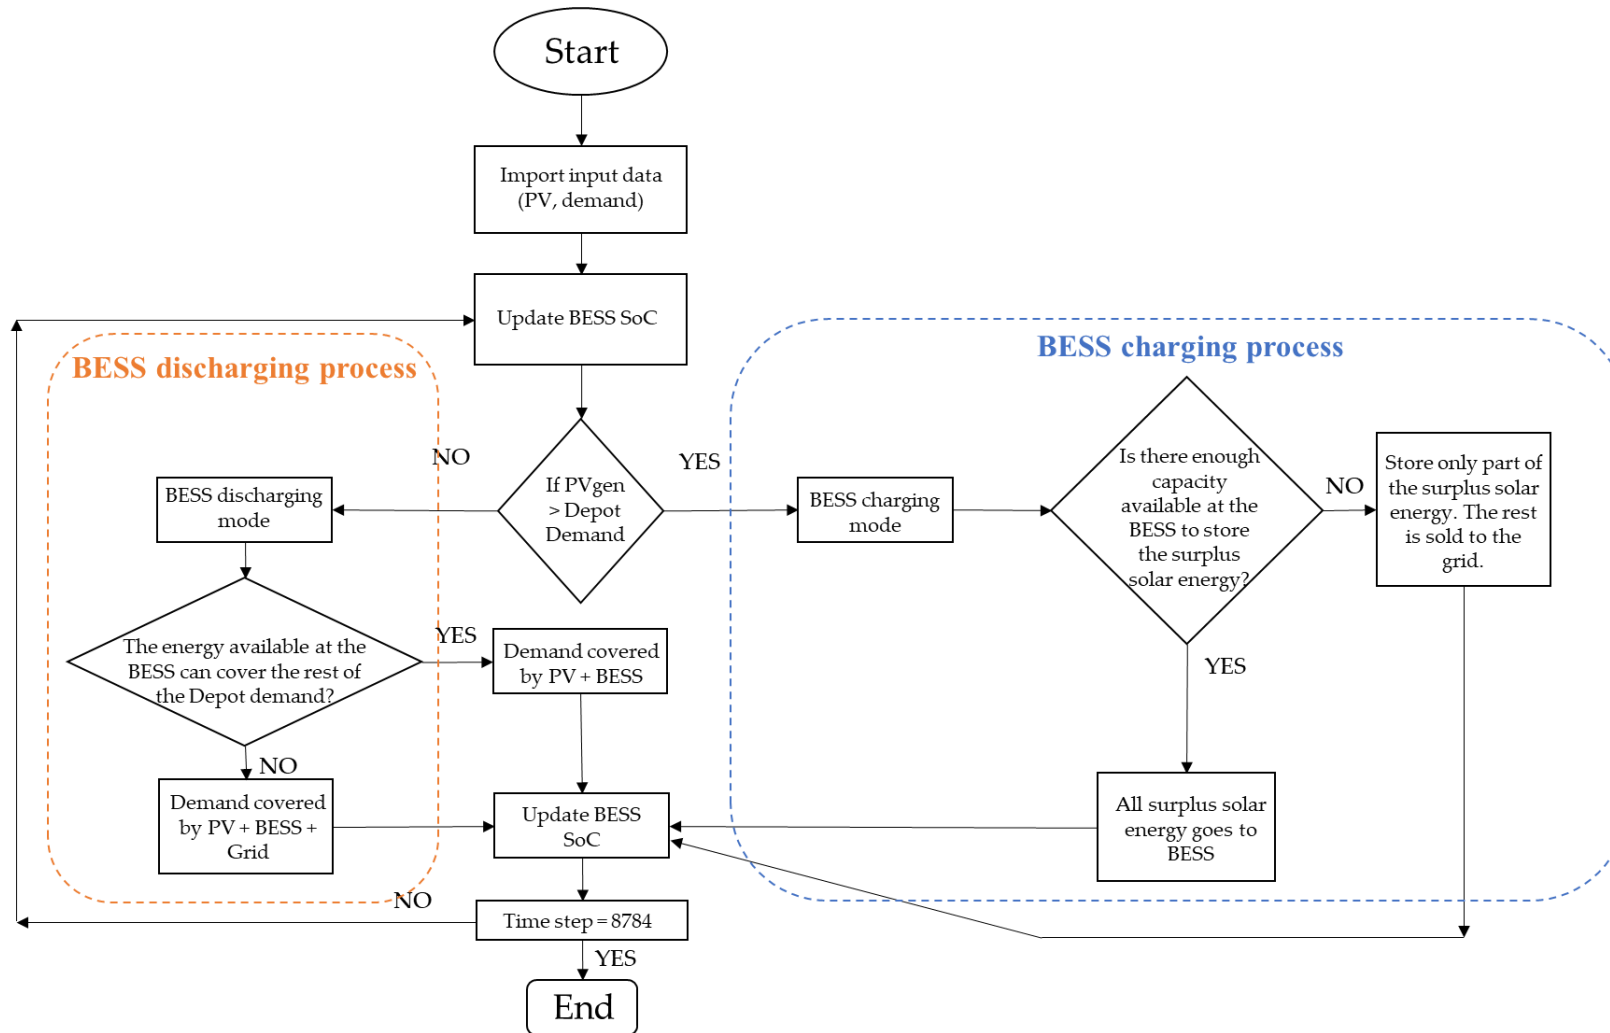 Start
Import input data
(PV, demand)
Update BESS SoC
BESS discharging process
BESS charging process
NO
YES
If PVgen
> Depot
Demand
BESS discharging
mode
BESS charging
mode
Is there enough
capacity
available at the
the BESS to store
the surplus
solar energy?
NO
Store only part of
the surplus solar
energy. The rest
is sold to the
grid.
The energy available at the
BESS can cover the rest of
the Depot demand?
YES
Demand covered
by PV + BESS
YES
NO
Demand covered
by PV + BESS +
Grid
Update BESS
SoC
All surplus solar
energy goes to
BESS
NO
Time step = 8784
YES
End